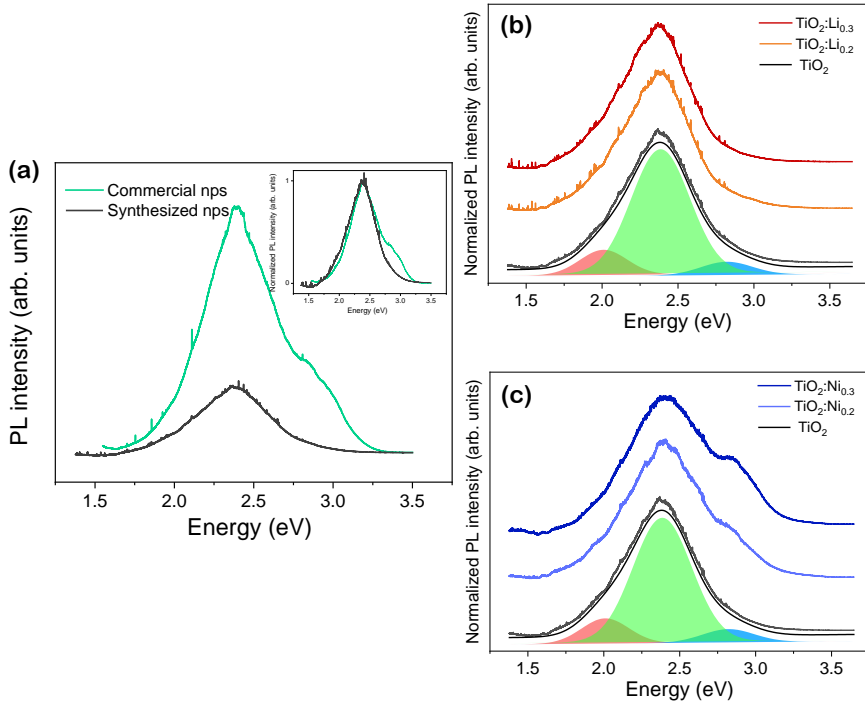 (a)
Commercial nps
Synthesized nps
PL intensity (arb. units)
1.5 2.0 2.5 3.0 3.5
Energy (eV)
Normalized PL intensity (arb. units)
1
0
1.5 2.0 2.5 3.0 3.5
Energy (eV)
(b)
TiO₂:Li₀.₃
TiO₂:Li₀.₂
TiO₂
Normalized PL intensity (arb. units)
1.5 2.0 2.5 3.0 3.5
Energy (eV)
(c)
TiO₂:Ni₀.₃
TiO₂:Ni₀.₂
TiO₂
Normalized PL intensity (arb. units)
1.5 2.0 2.5 3.0 3.5
Energy (eV)